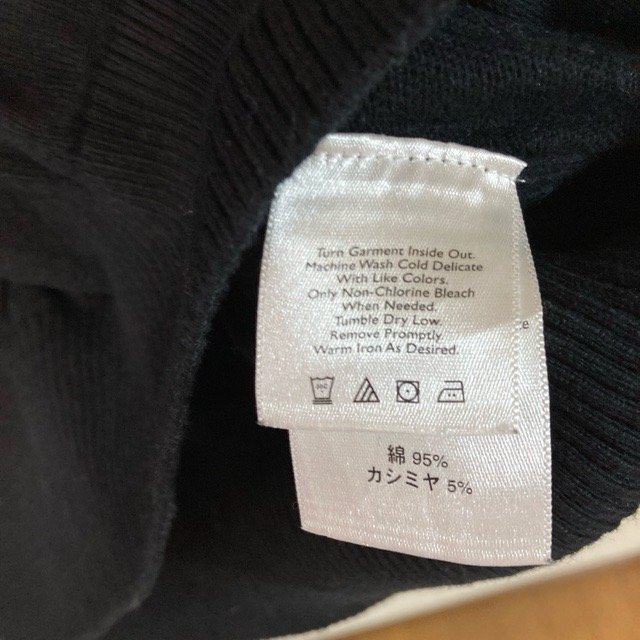 Turn Garment Inside Out.
Machine Wash Cold Delicate
With Like Colors.
Only Non-Chlorine Bleach
When Needed.
Tumble Dry Low.
Remove Promptly.
Warm Iron As Desired.
綿 95%
カシミヤ 5%